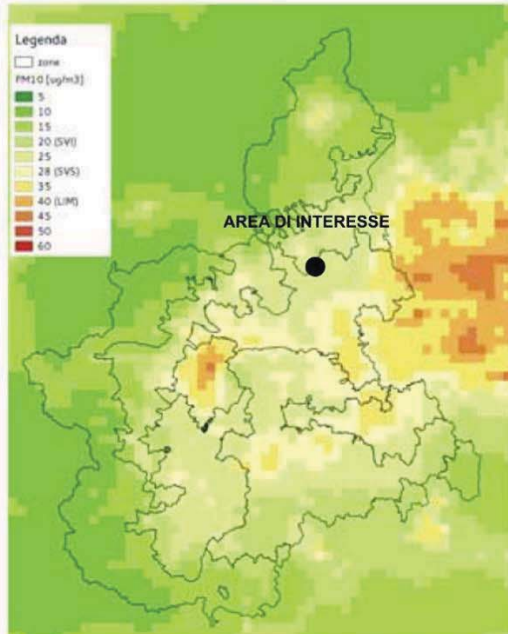 Legenda
zone
PM10 [ug/m3]
5
10
15
20 (SVI)
25
28 (SVS)
35
40 (LIM)
45
50
60
AREA DI INTERESSE